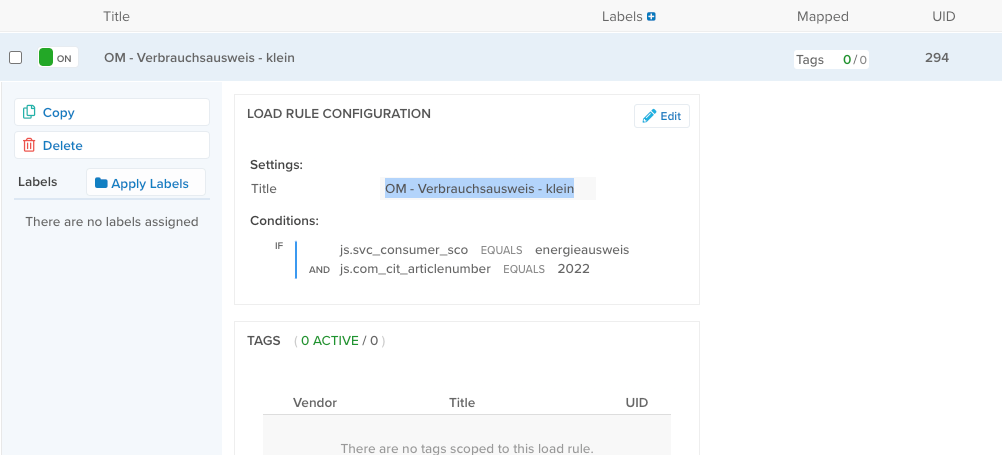 Title Labels Mapped UID
ON OM - Verbrauchsausweis - klein Tags 0 / 0 294
Copy
Delete
Labels Apply Labels
There are no labels assigned
LOAD RULE CONFIGURATION Edit
Settings:
Title OM - Verbrauchsausweis - klein
Conditions:
IF js.svc_consumer_sco EQUALS energieausweis
AND js.com_cit_articlenumber EQUALS 2022
TAGS ( 0 ACTIVE / 0 )
Vendor Title UID
There are no tags scoped to this load rule.